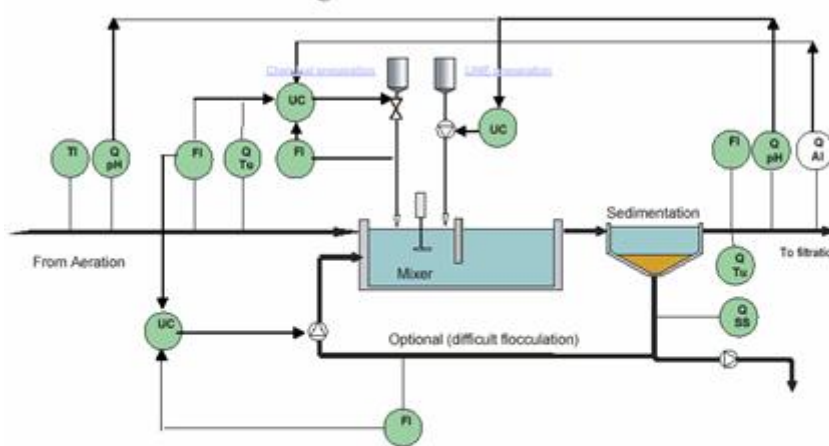 Chemical preparation
LIME preparation
UC
UC
TI
Q
pH
FI
Q
Tu
FI
FI
Q
pH
Q
Al
Sedimentation
From Aeration
Mixer
To filtration
Q
Tu
UC
Q
SS
Optional (difficult flocculation)
FI